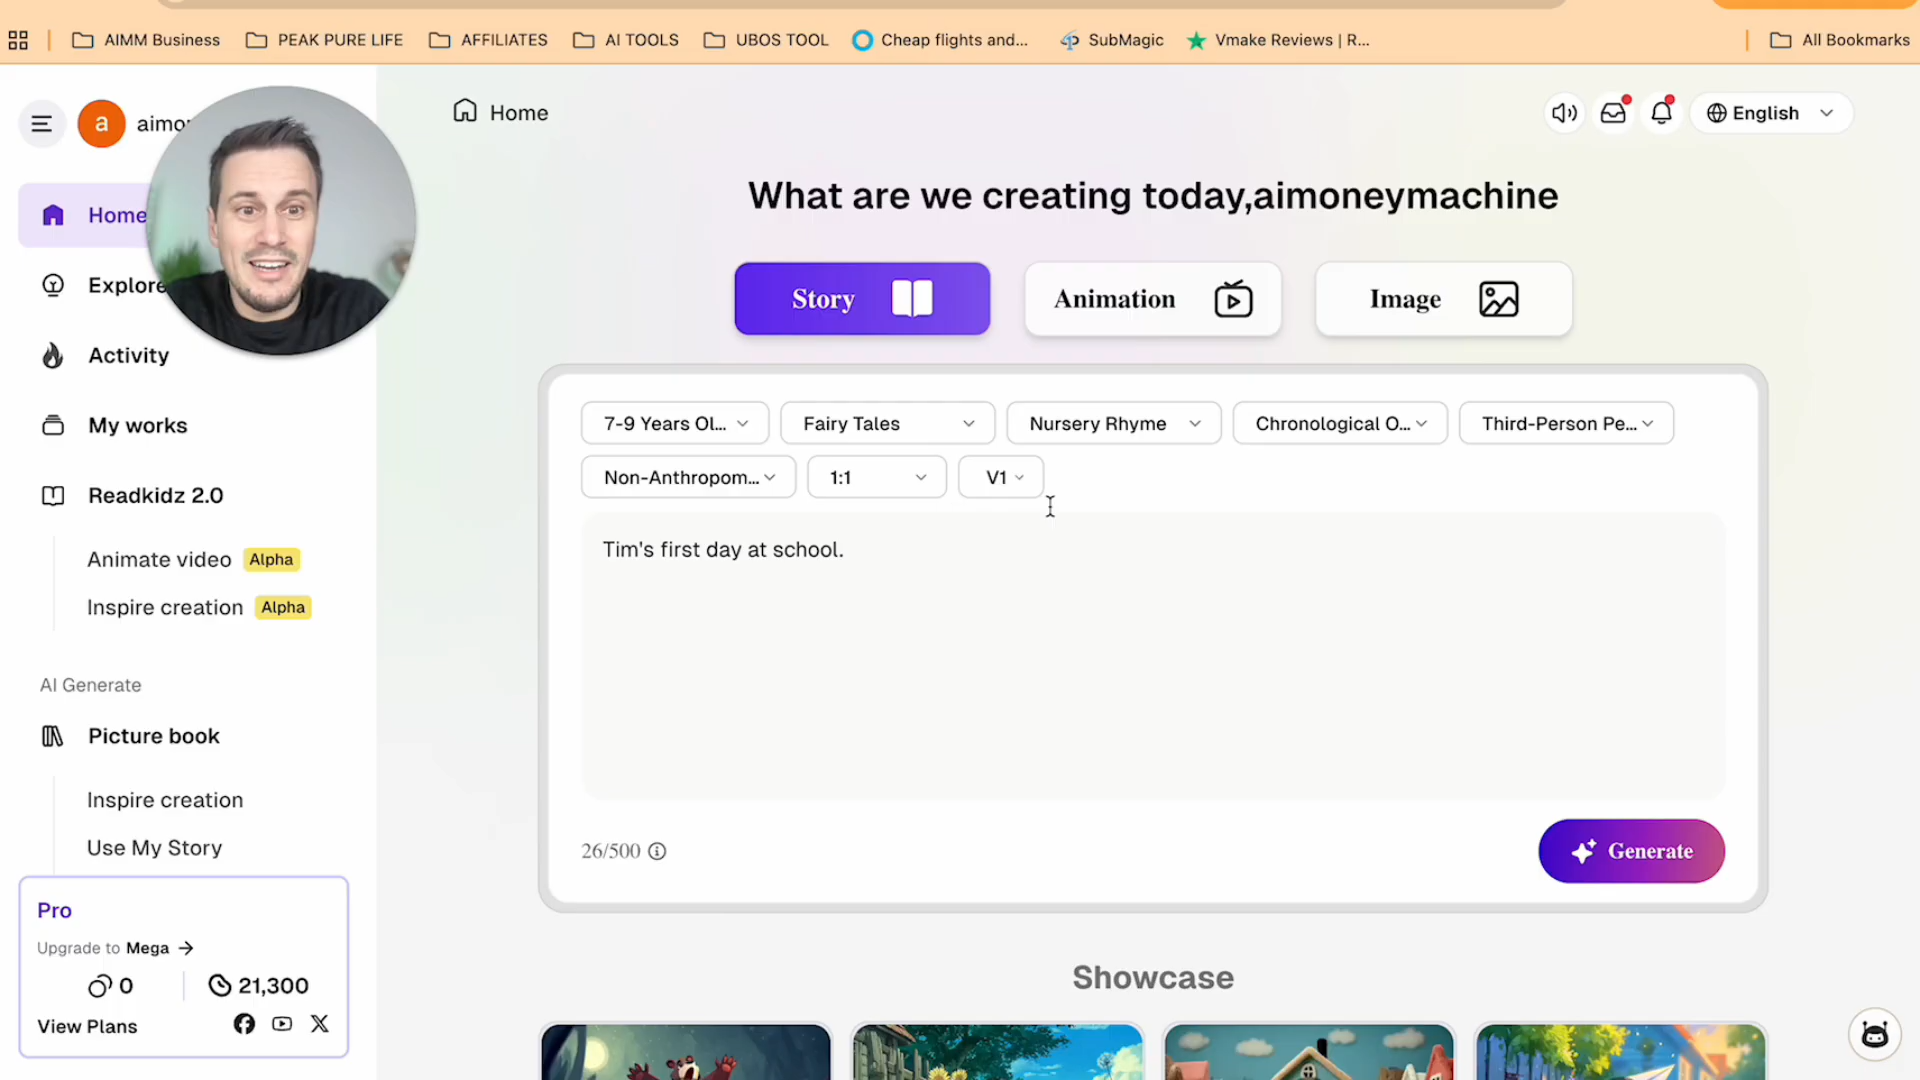 AIMM Business
PEAK PURE LIFE
AFFILIATES
AI TOOLS
UBOS TOOL
Cheap flights and...
SubMagic
Vmake Reviews | R...
All Bookmarks
a
Home
English
Home
Explore
Activity
My works
Readkidz 2.0
Animate video Alpha
Inspire creation Alpha
AI Generate
Picture book
Inspire creation
Use My Story
Pro
Upgrade to Mega →
0
21,300
View Plans
What are we creating today,aimoneymachine
Story
Animation
Image
7-9 Years Ol...
Fairy Tales
Nursery Rhyme
Chronological O...
Third-Person Pe...
Non-Anthropom...
1:1
V1
Tim's first day at school.
26/500
Generate
Showcase